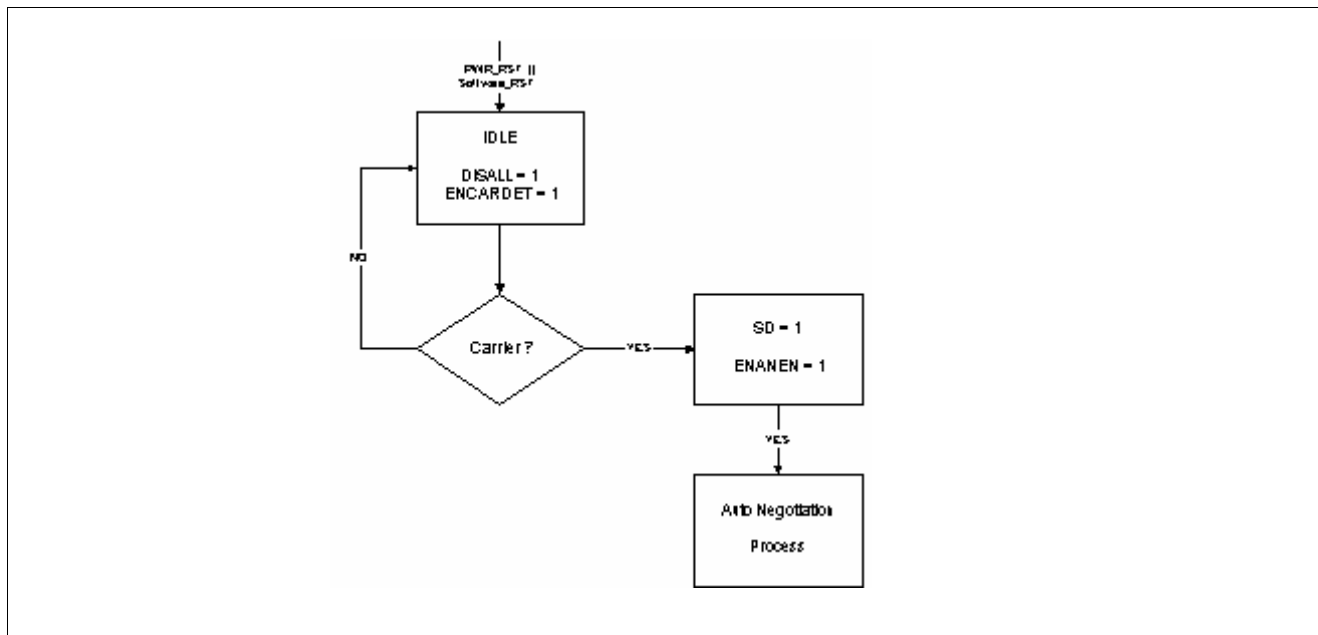 PWR_RST ||
Software_RST
IDLE
DISALL = 1
ENCARDET = 1
NO
Carrier ?
YES
SD = 1
ENANEN = 1
YES
Auto Negotiation
Process